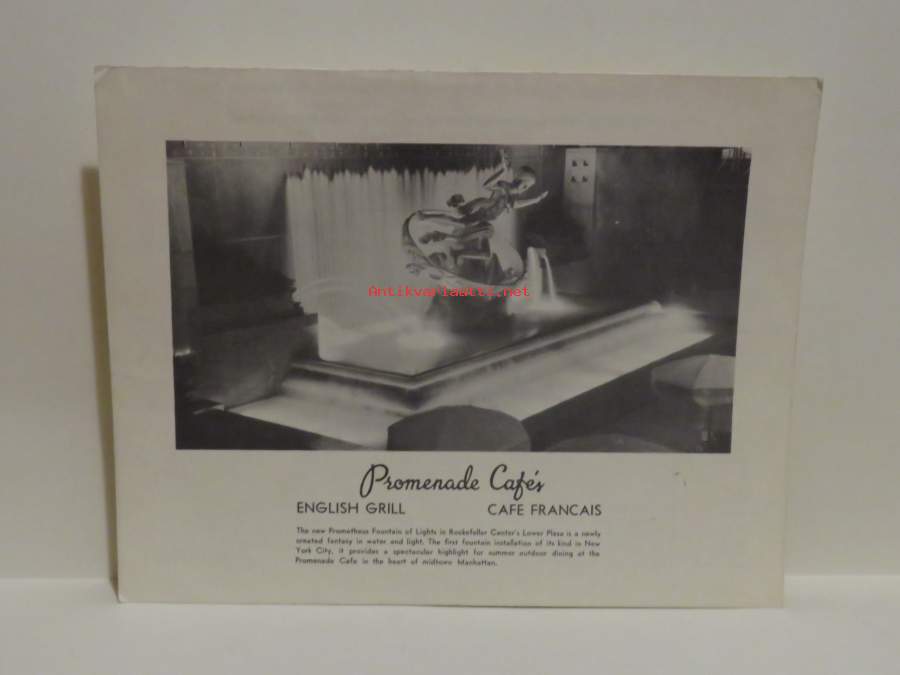 Antikvariaatti.net
Promenade Cafés
ENGLISH GRILL CAFE FRANCAIS
The new Prometheus Fountain of Lights in Rockefeller Center's Lower Plaza is a newly
created fantasy in water and light. The first fountain installation of its kind in New
York City, it provides a spectacular highlight for summer outdoor dining at the
Promenade Cafe in the heart of midtown Manhattan.